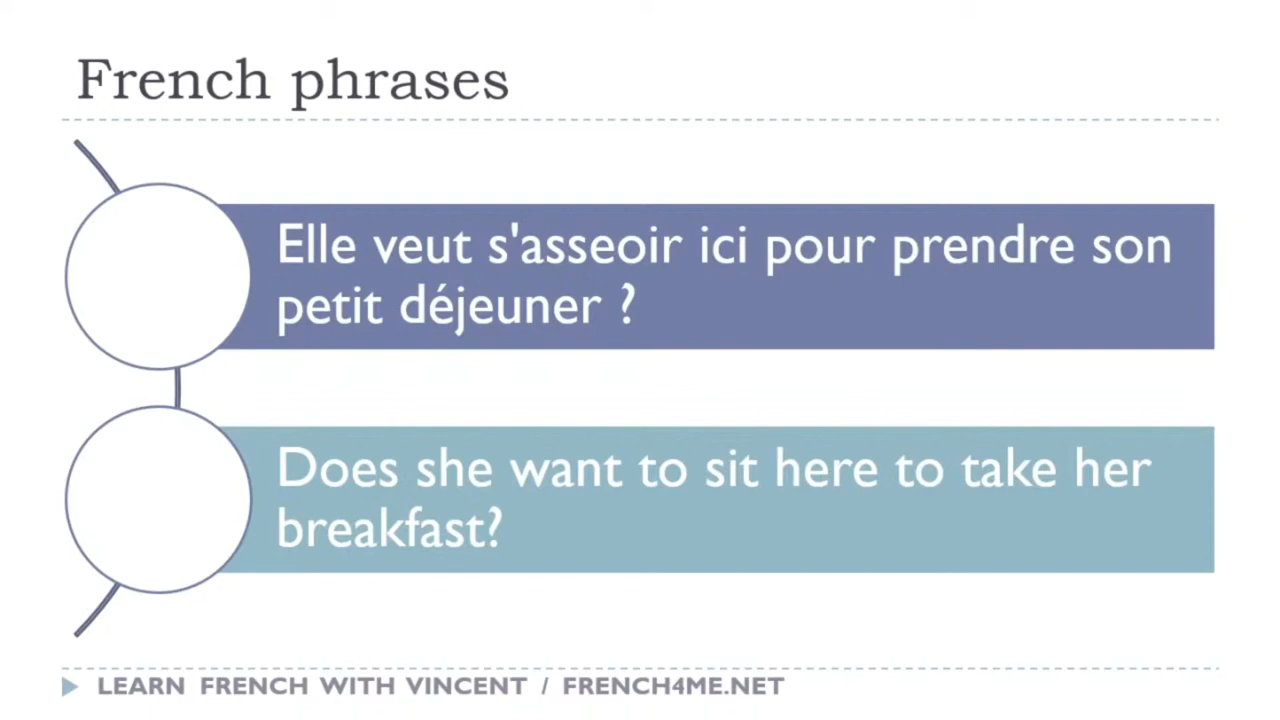 French phrases
Elle veut s'asseoir ici pour prendre son
petit déjeuner ?
Does she want to sit here to take her
breakfast?
LEARN FRENCH WITH VINCENT / FRENCH4ME.NET